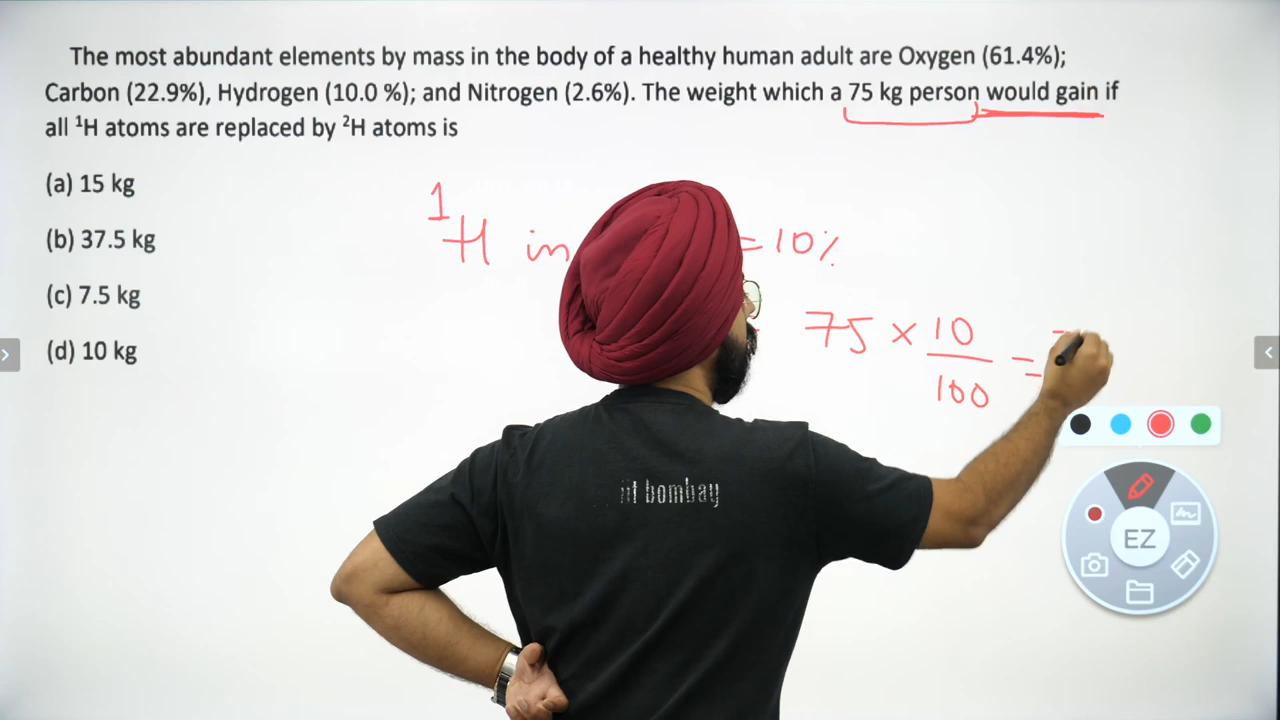 The most abundant elements by mass in the body of a healthy human adult are Oxygen (61.4%);
Carbon (22.9%), Hydrogen (10.0 %); and Nitrogen (2.6%). The weight which a 75 kg person would gain if
all ¹H atoms are replaced by ²H atoms is
(a) 15 kg
(b) 37.5 kg
(c) 7.5 kg
(d) 10 kg
¹H in = 10%
75 × 10/100 =
iit bombay
EZ